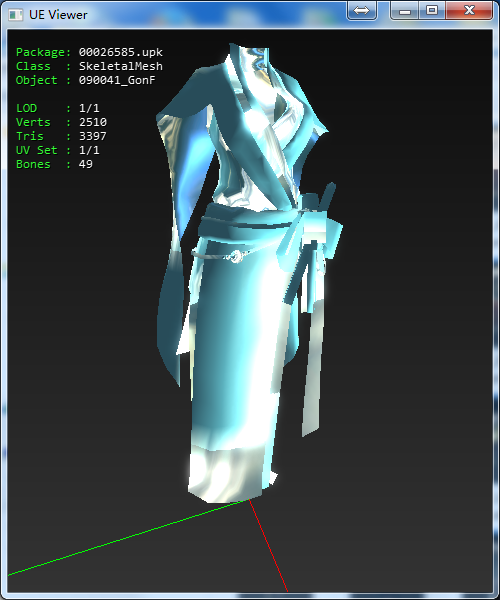 UE Viewer
Package: 00026585.upk
Class  : SkeletalMesh
Object : 090041_GonF
LOD    : 1/1
Verts  : 2510
Tris   : 3397
UV Set : 1/1
Bones  : 49